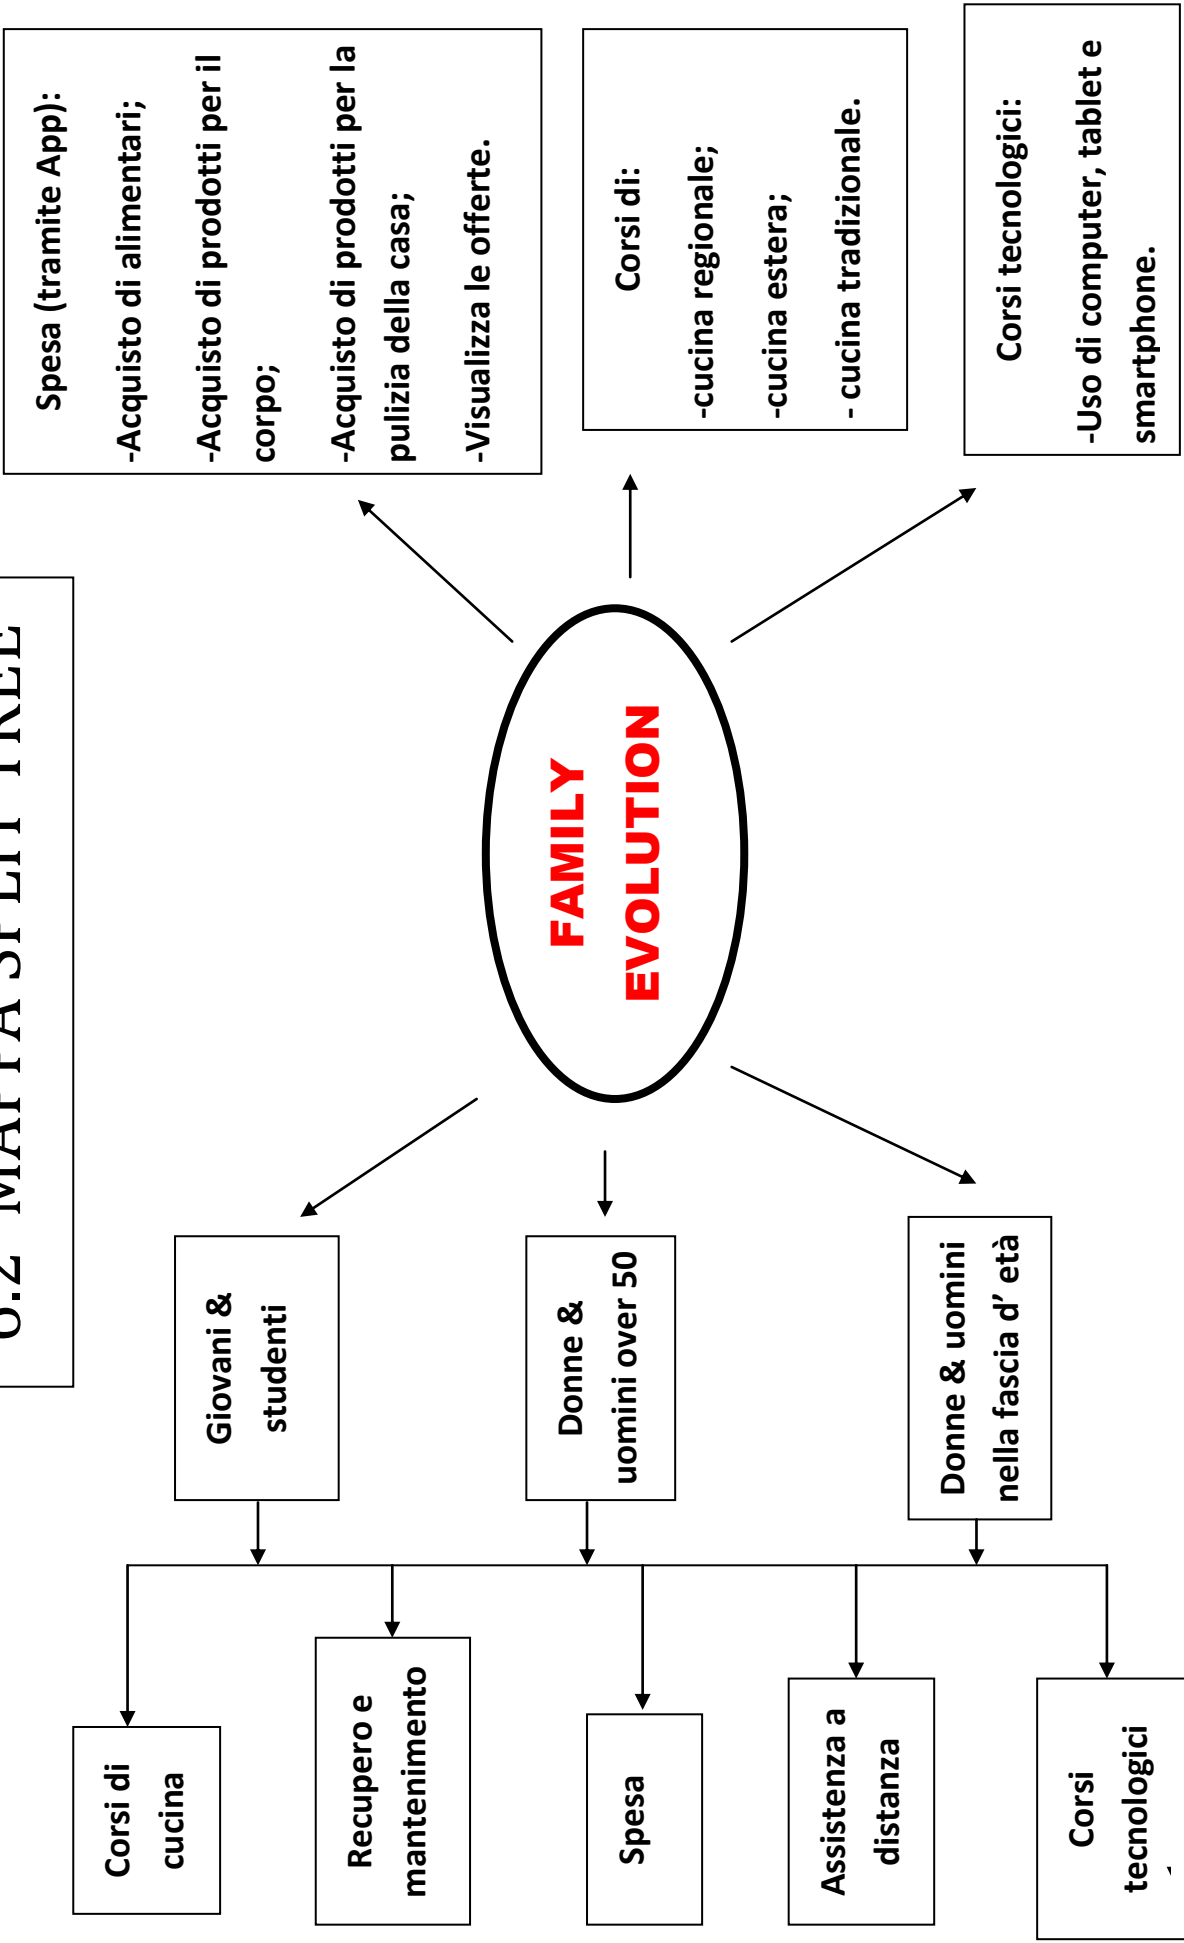 MAPPA SPLIT TREE
Corsi di
cucina
Recupero e
mantenimento
Spesa
Assistenza a
distanza
Corsi
tecnologici
Giovani &
studenti
Donne &
uomini over 50
Donne & uomini
nella fascia d’ età
FAMILY
EVOLUTION
Spesa (tramite App):
-Acquisto di alimentari;
-Acquisto di prodotti per il
corpo;
-Acquisto di prodotti per la
pulizia della casa;
-Visualizza le offerte.
Corsi di:
-cucina regionale;
-cucina estera;
- cucina tradizionale.
Corsi tecnologici:
-Uso di computer, tablet e
smartphone.